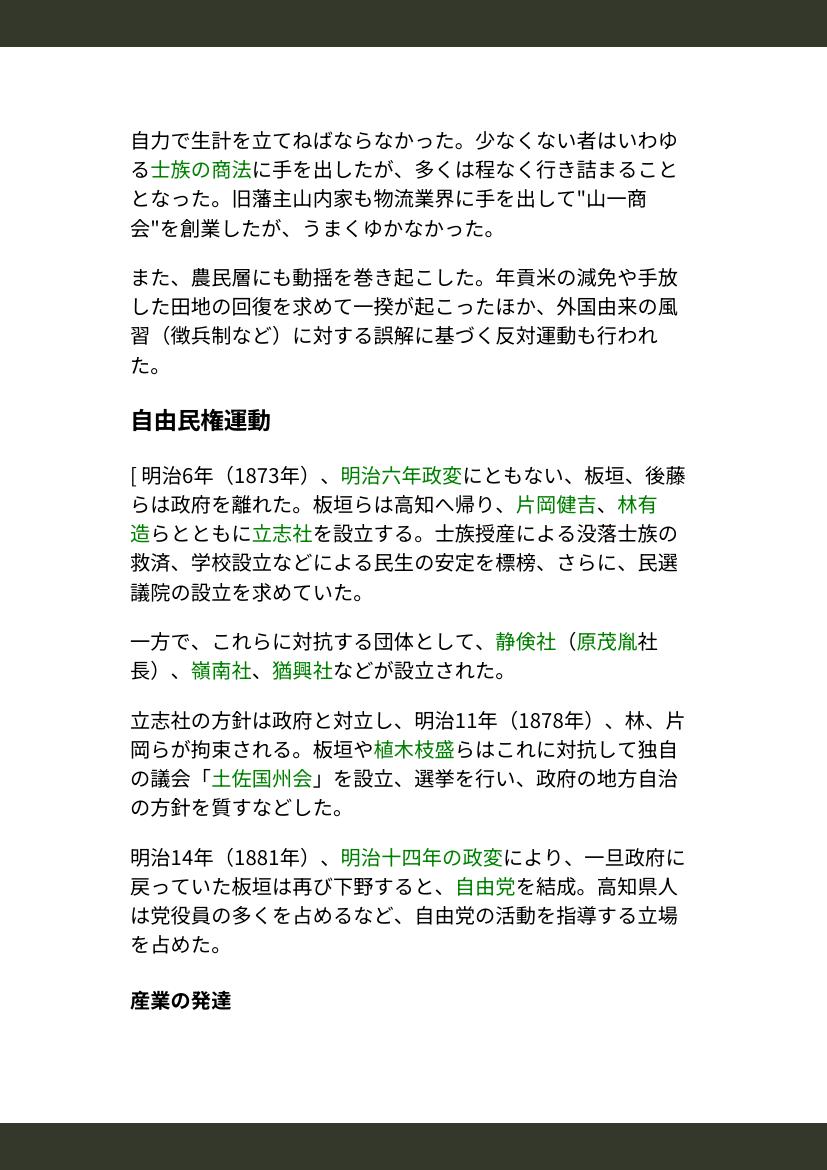 自力で生計を立てねばならなかった。少なくない者はいわゆ
る士族の商法に手を出したが、多くは程なく行き詰まること
となった。旧藩主山内家も物流業界に手を出して"山一商
会"を創業したが、うまくゆかなかった。
また、農民層にも動揺を巻き起こした。年貢米の減免や手放
した田地の回復を求めて一揆が起こったほか、外国由来の風
習（徴兵制など）に対する誤解に基づく反対運動も行われ
た。
自由民権運動
[ 明治6年（1873年）、明治六年政変にともない、板垣、後藤
らは政府を離れた。板垣らは高知へ帰り、片岡健吉、林有
造らとともに立志社を設立する。士族授産による没落士族の
救済、学校設立などによる民生の安定を標榜、さらに、民選
議院の設立を求めていた。
一方で、これらに対抗する団体として、静倹社（原茂胤社
長）、嶺南社、猶興社などが設立された。
立志社の方針は政府と対立し、明治11年（1878年）、林、片
岡らが拘束される。板垣や植木枝盛らはこれに対抗して独自
の議会「土佐国州会」を設立、選挙を行い、政府の地方自治
の方針を質すなどした。
明治14年（1881年）、明治十四年の政変により、一旦政府に
戻っていた板垣は再び下野すると、自由党を結成。高知県人
は党役員の多くを占めるなど、自由党の活動を指導する立場
を占めた。
産業の発達